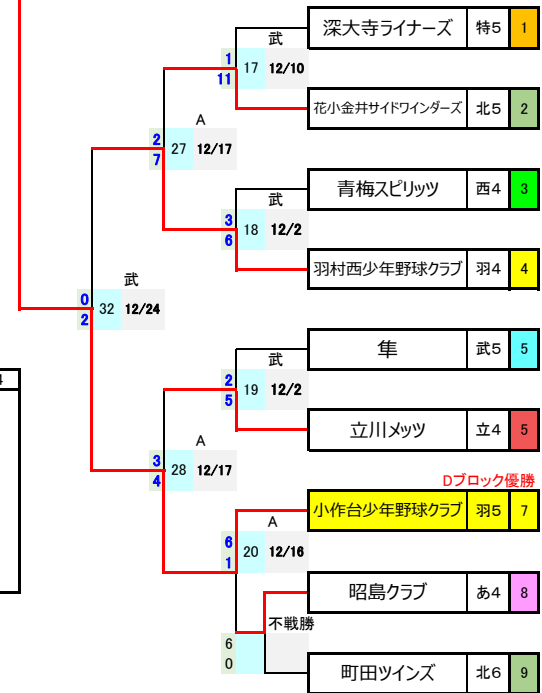 深大寺ライナーズ 特5 1
武
1
11
17 12/10
花小金井サイドワインダーズ 北5 2
A
2
7
27 12/17
青梅スピリッツ 西4 3
武
3
6
18 12/2
羽村西少年野球クラブ 羽4 4
武
0
2
32 12/24
隼 武5 5
武
2
5
19 12/2
立川メッツ 立4 5
A
3
4
28 12/17
Dブロック優勝
小作台少年野球クラブ 羽5 7
A
6
1
20 12/16
昭島クラブ あ4 8
不戦勝
6
0
町田ツインズ 北6 9